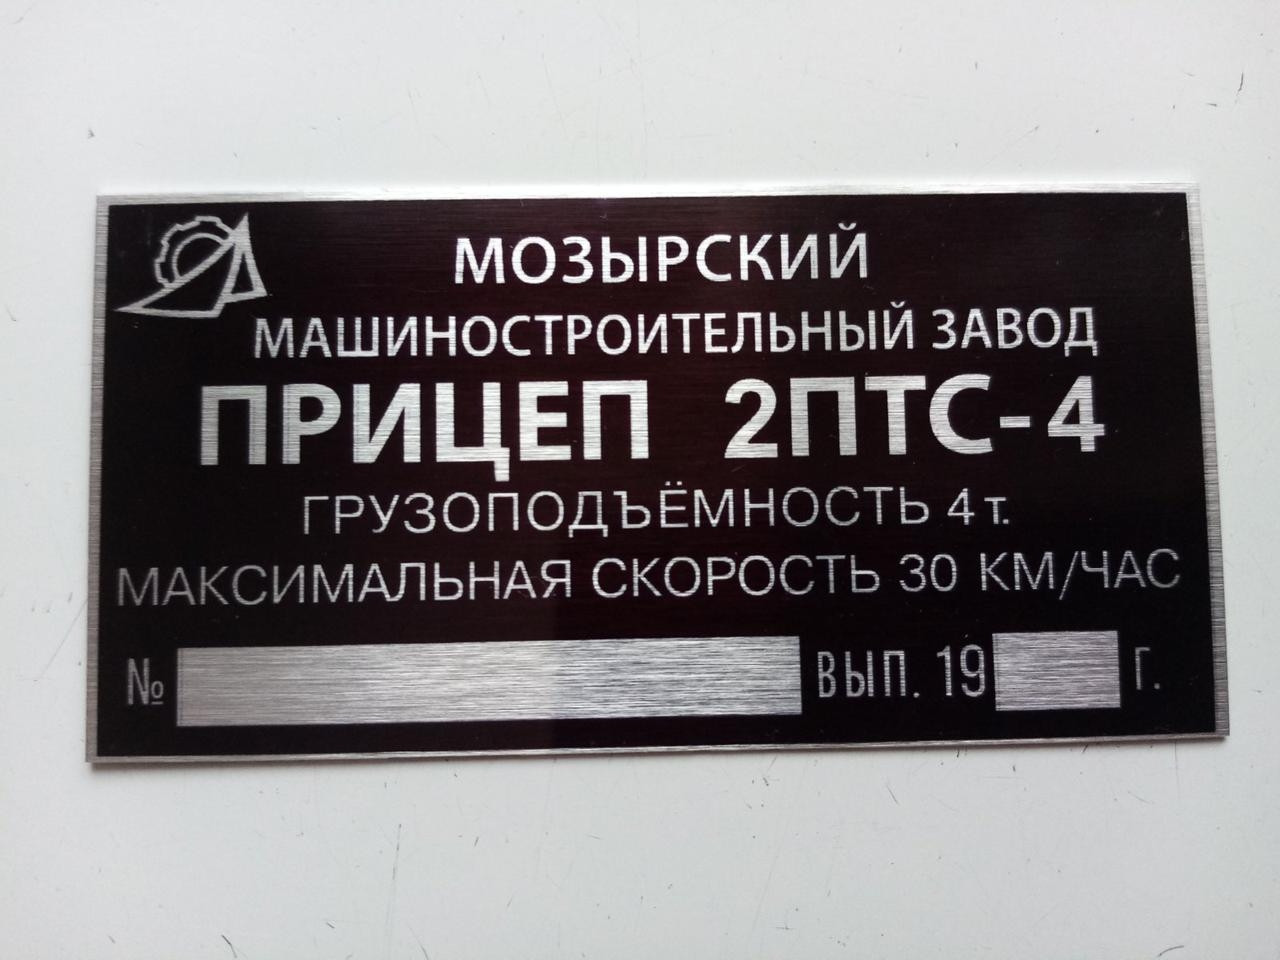 МОЗЫРСКИЙ
МАШИНОСТРОИТЕЛЬНЫЙ ЗАВОД
ПРИЦЕП 2ПТС-4
ГРУЗОПОДЪЁМНОСТЬ 4 т.
МАКСИМАЛЬНАЯ СКОРОСТЬ 30 КМ/ЧАС
№ ВЫП. 19 Г.